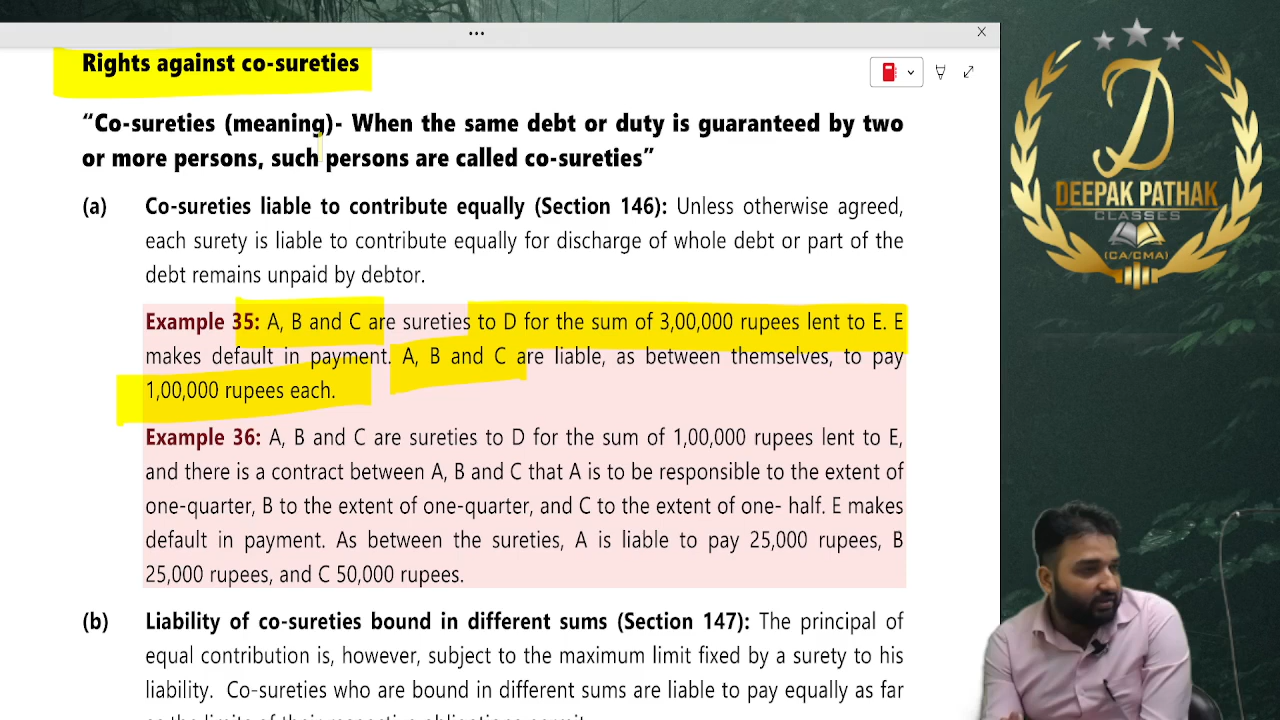 Rights against co-sureties
“Co-sureties (meaning)- When the same debt or duty is guaranteed by two
or more persons, such persons are called co-sureties”
(a) Co-sureties liable to contribute equally (Section 146): Unless otherwise agreed,
each surety is liable to contribute equally for discharge of whole debt or part of the
debt remains unpaid by debtor.
Example 35: A, B and C are sureties to D for the sum of 3,00,000 rupees lent to E. E
makes default in payment. A, B and C are liable, as between themselves, to pay
1,00,000 rupees each.
Example 36: A, B and C are sureties to D for the sum of 1,00,000 rupees lent to E,
and there is a contract between A, B and C that A is to be responsible to the extent of
one-quarter, B to the extent of one-quarter, and C to the extent of one- half. E makes
default in payment. As between the sureties, A is liable to pay 25,000 rupees, B
25,000 rupees, and C 50,000 rupees.
(b) Liability of co-sureties bound in different sums (Section 147): The principal of
equal contribution is, however, subject to the maximum limit fixed by a surety to his
liability. Co-sureties who are bound in different sums are liable to pay equally as far
as the limits of their respective obligations permit.
D
DEEPAK PATHAK
CLASSES
(CA/CMA)